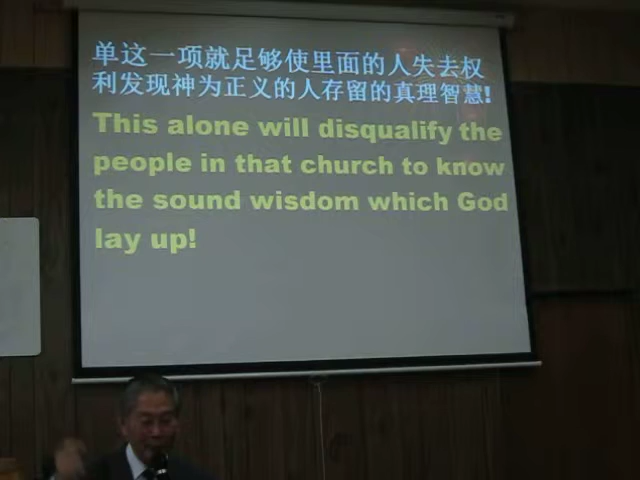 单这一项就足够使里面的人失去权
利发现神为正义的人存留的真理智慧!
This alone will disqualify the
people in that church to know
the sound wisdom which God
lay up!